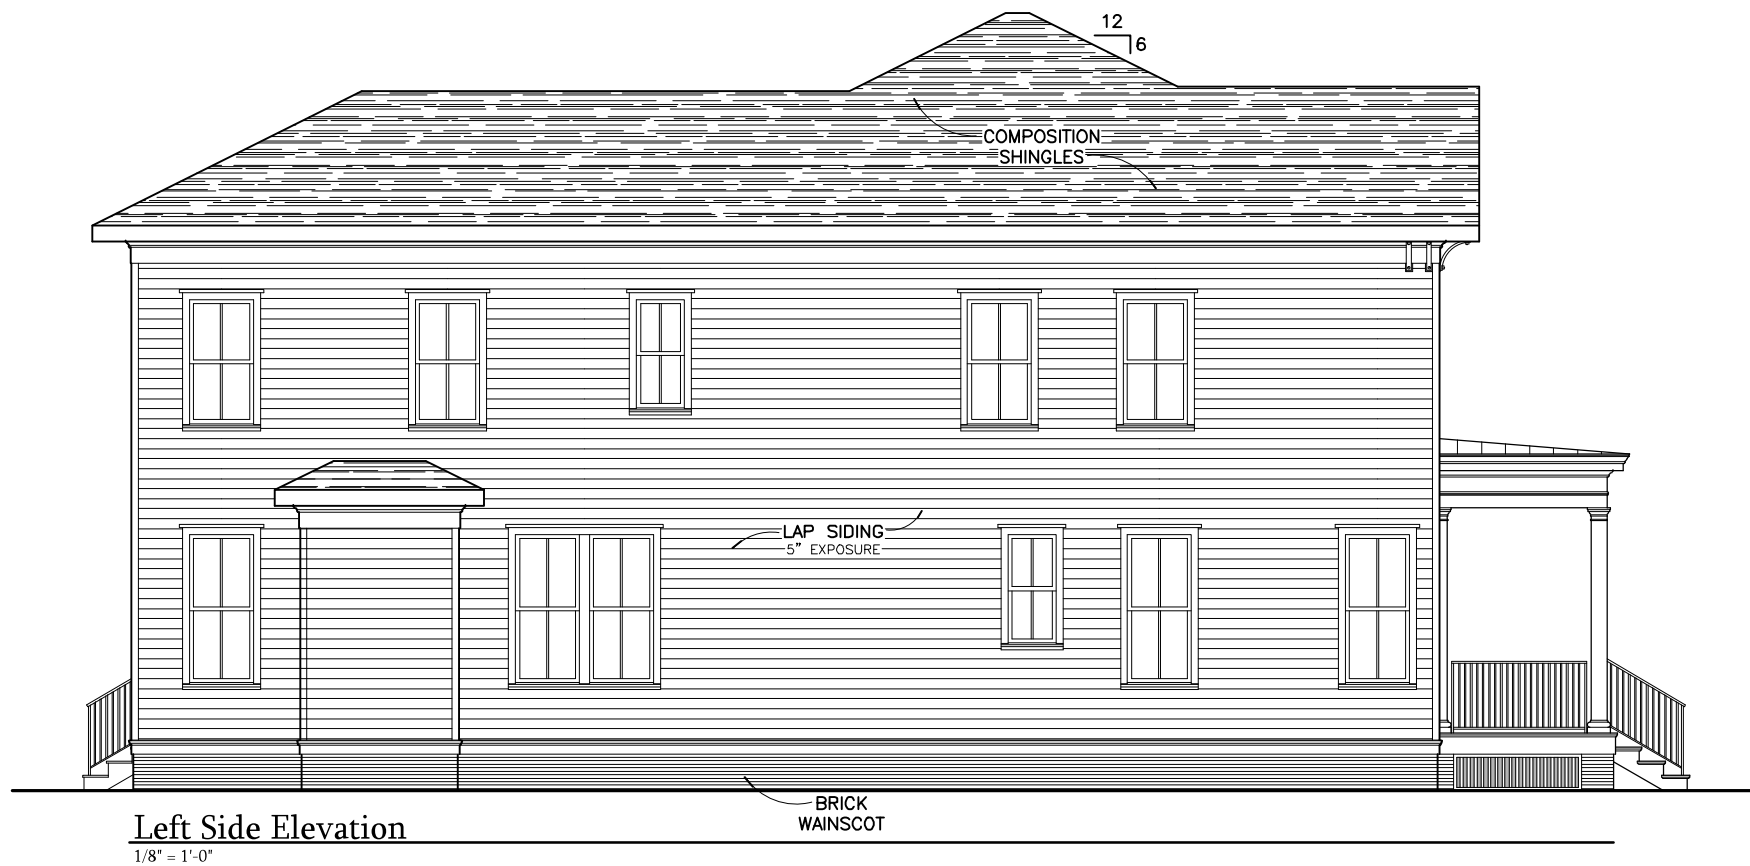 12
6
COMPOSITION
SHINGLES
LAP SIDING
5" EXPOSURE
BRICK
WAINSCOT
Left Side Elevation
1/8" = 1'-0"